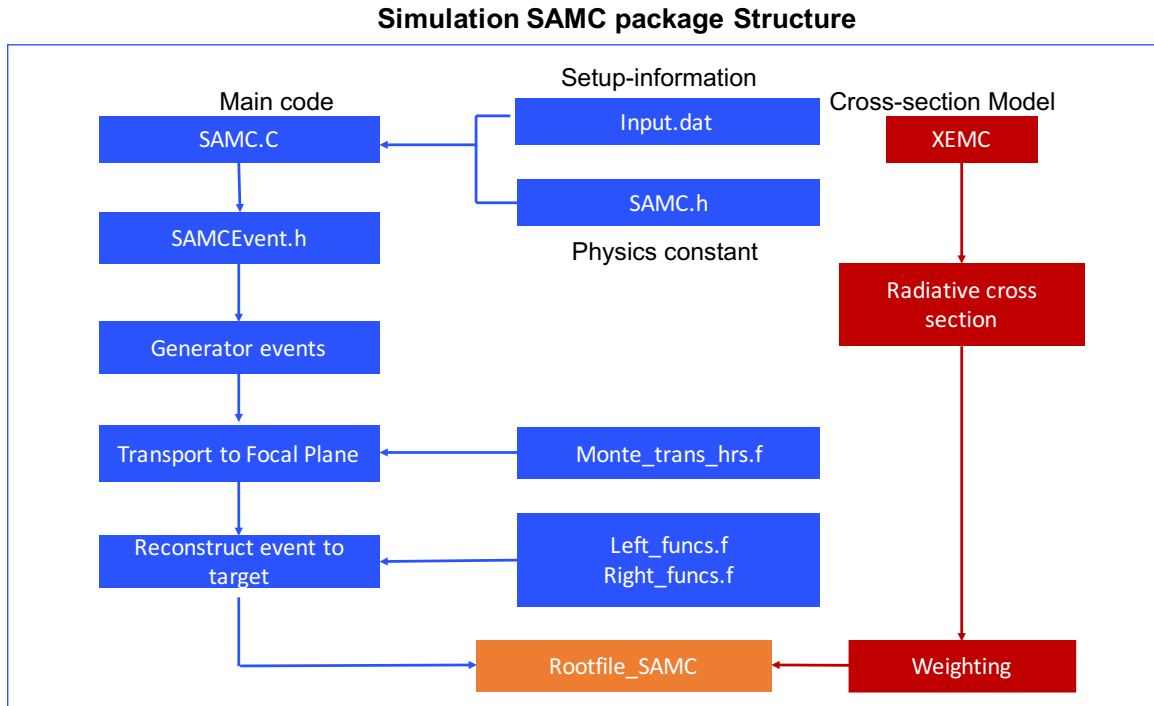 Simulation SAMC package Structure
Setup-information
Main code
Cross-section Model
SAMC.C
Input.dat
XEMC
SAMC.h
SAMCEvent.h
Physics constant
Radiative cross
section
Generator events
Transport to Focal Plane
Monte_trans_hrs.f
Reconstruct event to
target
Left_funcs.f
Right_funcs.f
Rootfile_SAMC
Weighting